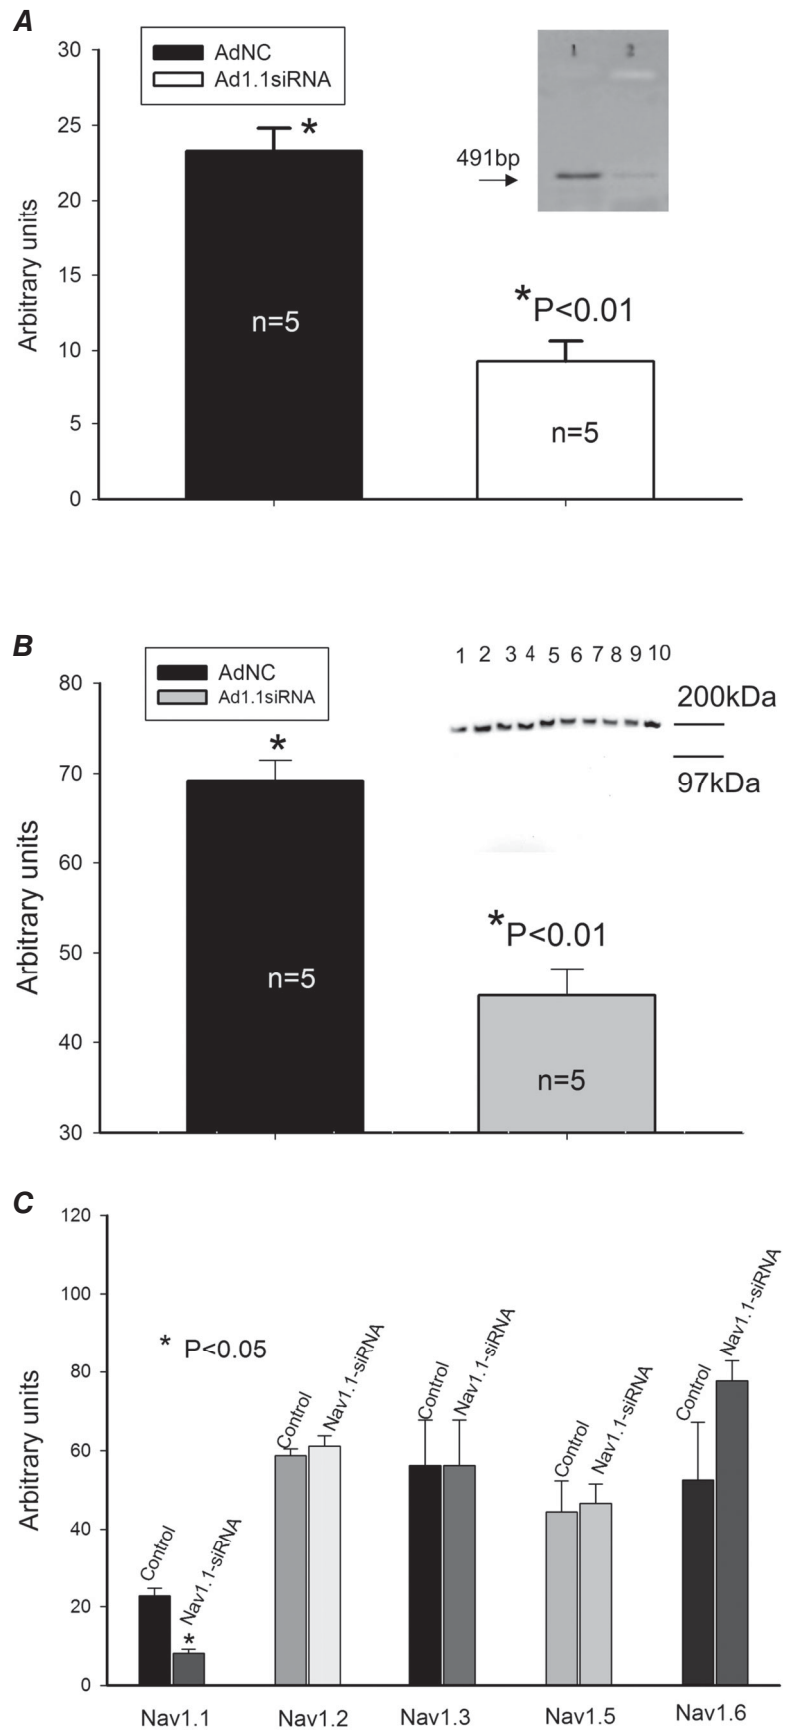 A
30
25
20
15
10
5
0
Arbitrary units
AdNC
Ad1.1siRNA
*
n=5
491bp
1 2
*P<0.01
n=5
B
80
70
60
50
40
30
Arbitrary units
AdNC
Ad1.1siRNA
*
n=5
1 2 3 4 5 6 7 8 9 10
200kDa
97kDa
*P<0.01
n=5
C
120
100
80
60
40
20
0
Arbitrary units
* P<0.05
Control
Nav1.1-siRNA
*
Control
Nav1.1-siRNA
Control
Nav1.1-siRNA
Control
Nav1.1-siRNA
Control
Nav1.1-siRNA
Nav1.1 Nav1.2 Nav1.3 Nav1.5 Nav1.6